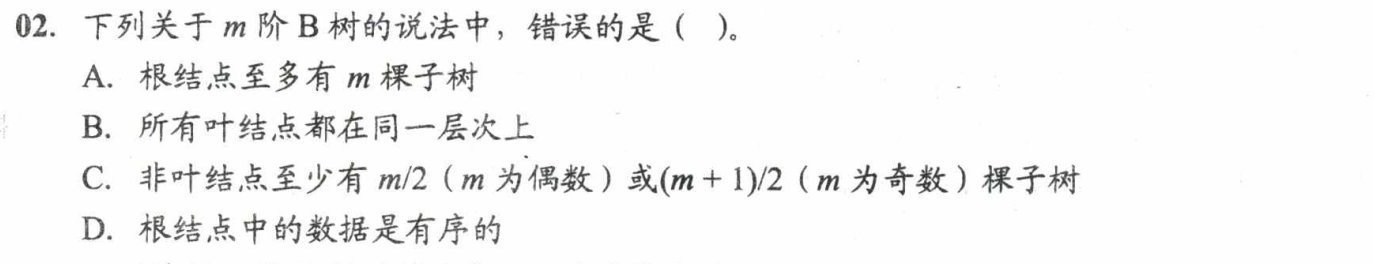 02. 下列关于 m 阶 B 树的说法中，错误的是（ ）。
A. 根结点至多有 m 棵子树
B. 所有叶结点都在同一层次上
C. 非叶结点至少有 m/2（m 为偶数）或(m + 1)/2（m 为奇数）棵子树
D. 根结点中的数据是有序的